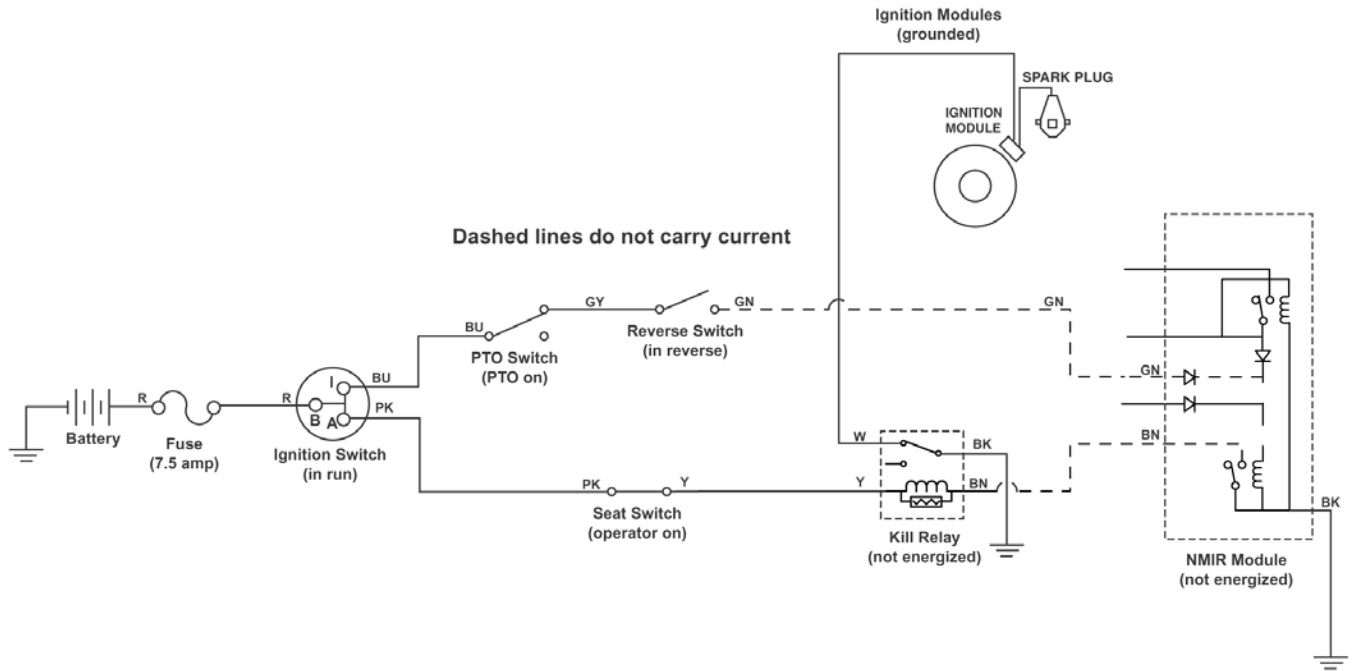 Ignition Modules
(grounded)
SPARK PLUG
IGNITION
MODULE
Dashed lines do not carry current
GY
GN
GN
BU
Reverse Switch
(in reverse)
PTO Switch
(PTO on)
GN
I
BU
R
R
B
A
PK
Battery
Fuse
(7.5 amp)
Ignition Switch
(in run)
W
BK
BN
PK
Y
Y
BN
BK
Seat Switch
(operator on)
Kill Relay
(not energized)
NMIR Module
(not energized)